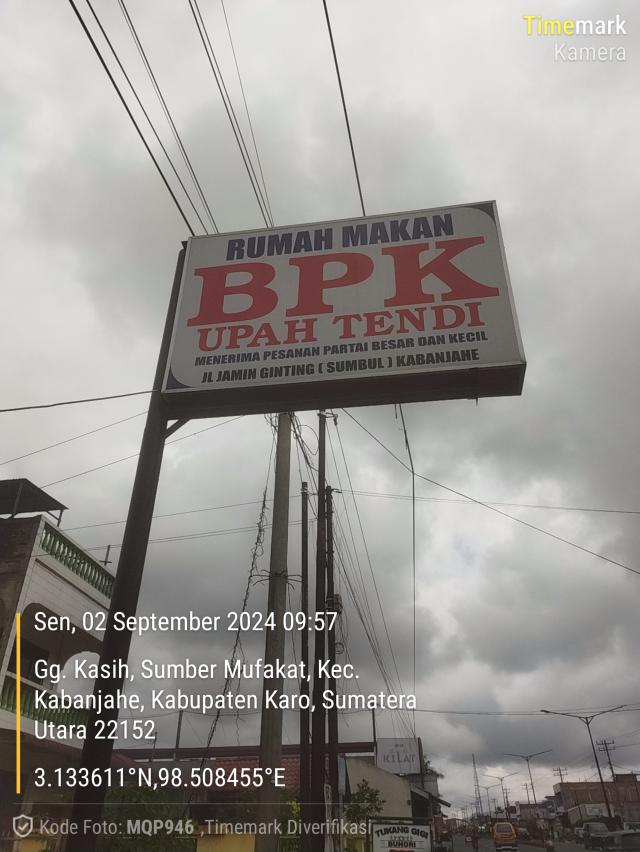 Timemark
Kamera
RUMAH MAKAN
BPK
UPAH TENDI
MENERIMA PESANAN PARTAI BESAR DAN KECIL
JL JAMIN GINTING ( SUMBUL ) KABANJAHE
Sen, 02 September 2024 09:57
Gg. Kasih, Sumber Mufakat, Kec.
Kabanjahe, Kabupaten Karo, Sumatera
Utara 22152
3.133611°N,98.508455°E
KILAT
Kode Foto: MQP946 ,Timemark Diverifikasi
TUKANG GIGI